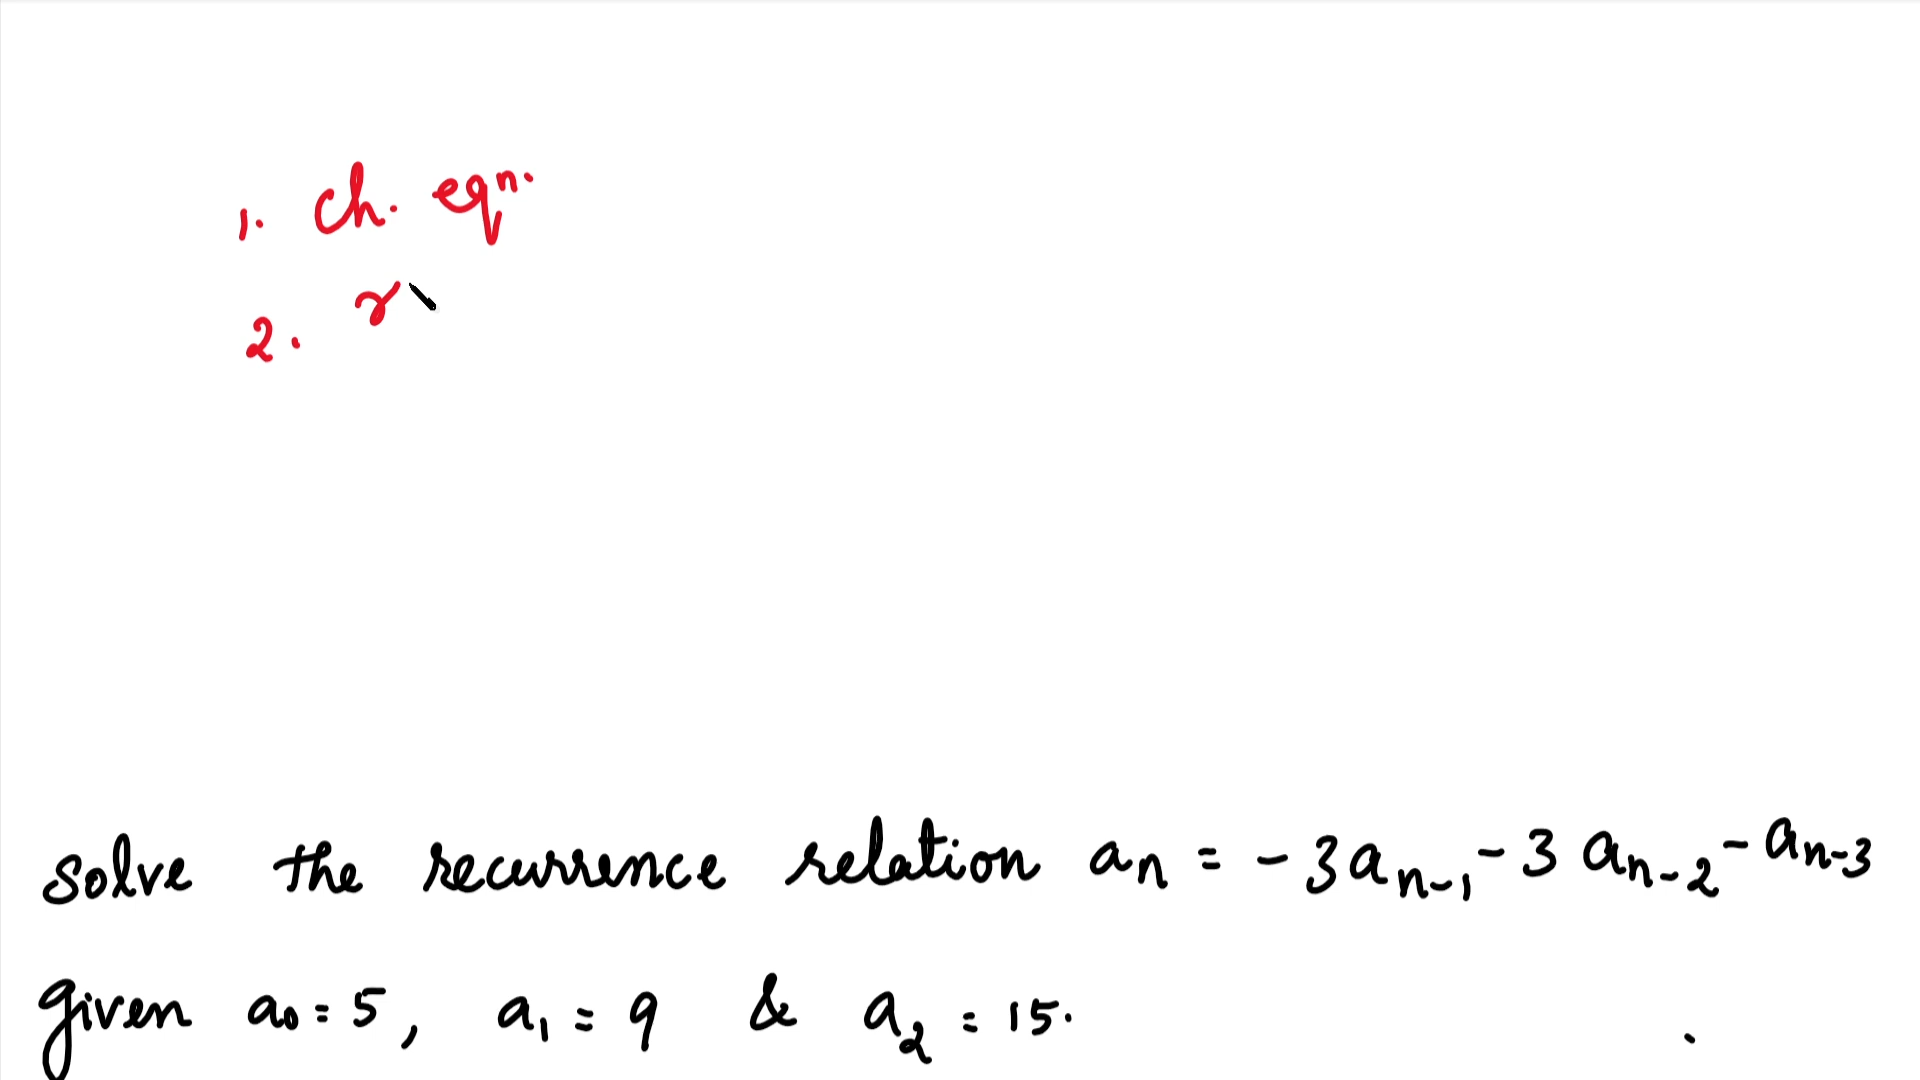 1. ch. eqⁿ.
2. r
solve the recurrence relation aₙ = -3aₙ₋₁ - 3aₙ₋₂ - aₙ₋₃
given a₀ = 5, a₁ = 9 & a₂ = 15.